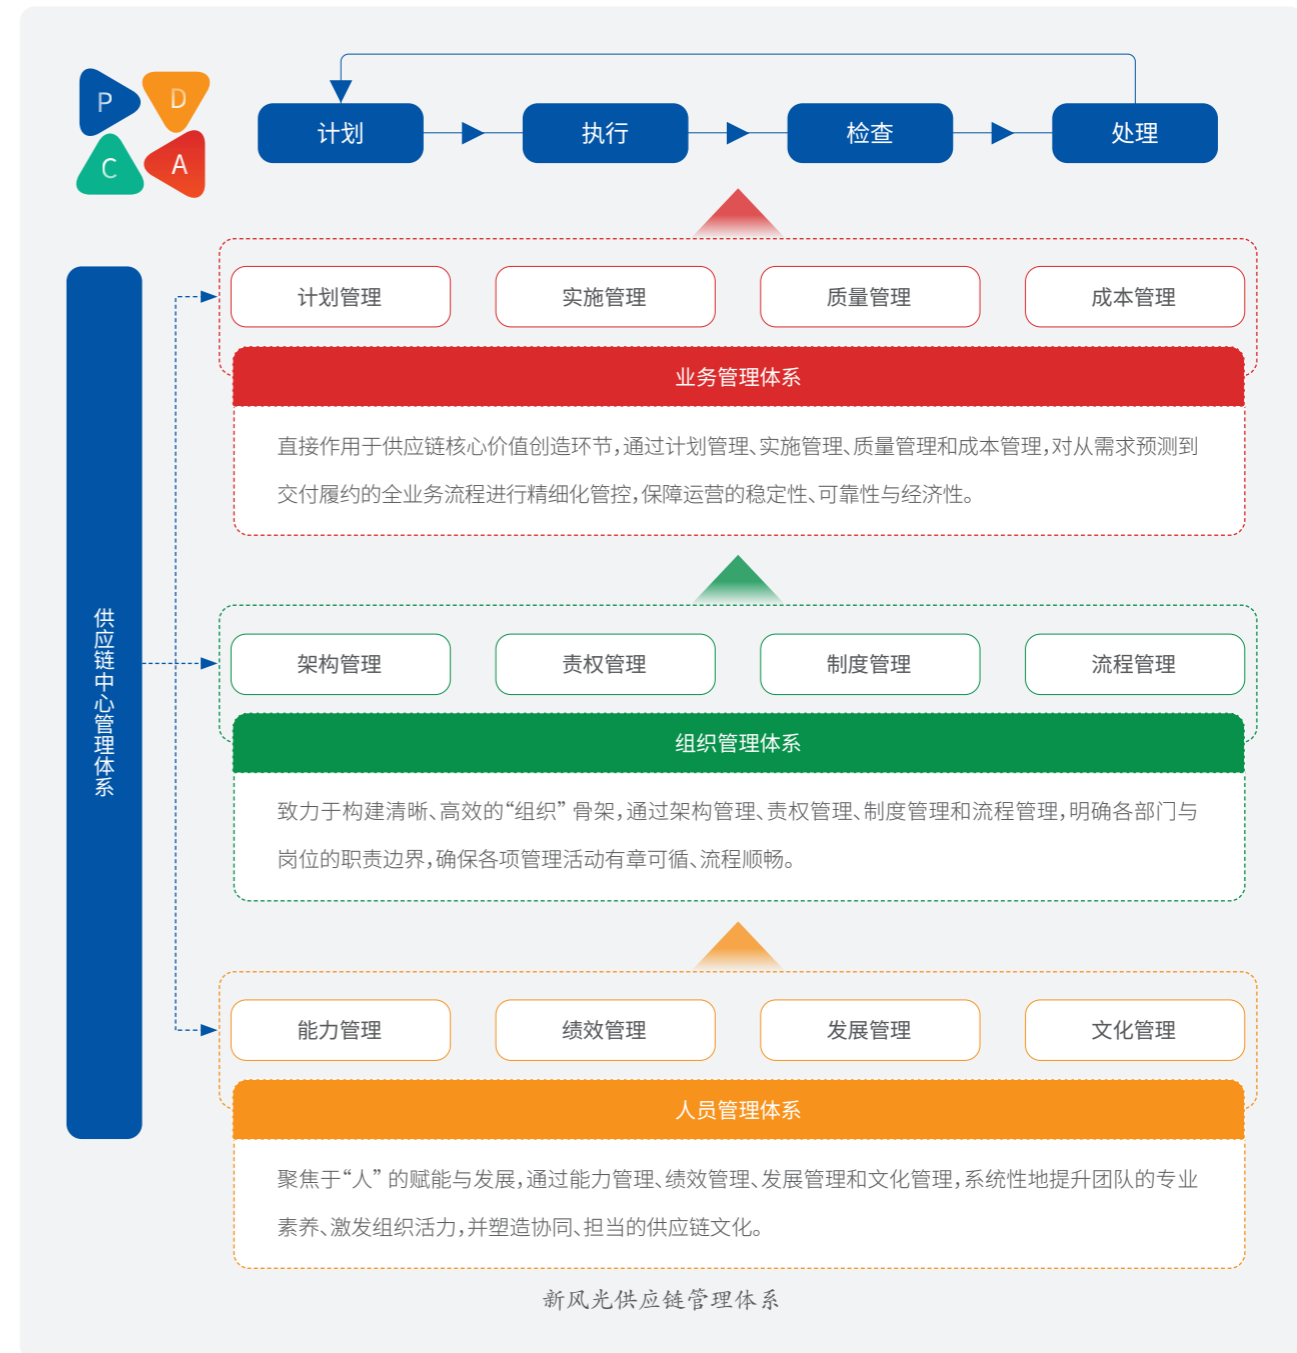 P
D
C
A
计划
执行
检查
处理
供应链中心管理体系
计划管理
实施管理
质量管理
成本管理
业务管理体系
直接作用于供应链核心价值创造环节，通过计划管理、实施管理、质量管理和成本管理，对从需求预测到
交付履约的全业务流程进行精细化管控，保障运营的稳定性、可靠性与经济性。
架构管理
责权管理
制度管理
流程管理
组织管理体系
致力于构建清晰、高效的“组织” 骨架，通过架构管理、责权管理、制度管理和流程管理，明确各部门与
岗位的职责边界，确保各项管理活动有章可循、流程顺畅。
能力管理
绩效管理
发展管理
文化管理
人员管理体系
聚焦于“人” 的赋能与发展，通过能力管理、绩效管理、发展管理和文化管理，系统性地提升团队的专业
素养、激发组织活力，并塑造协同、担当的供应链文化。
新风光供应链管理体系